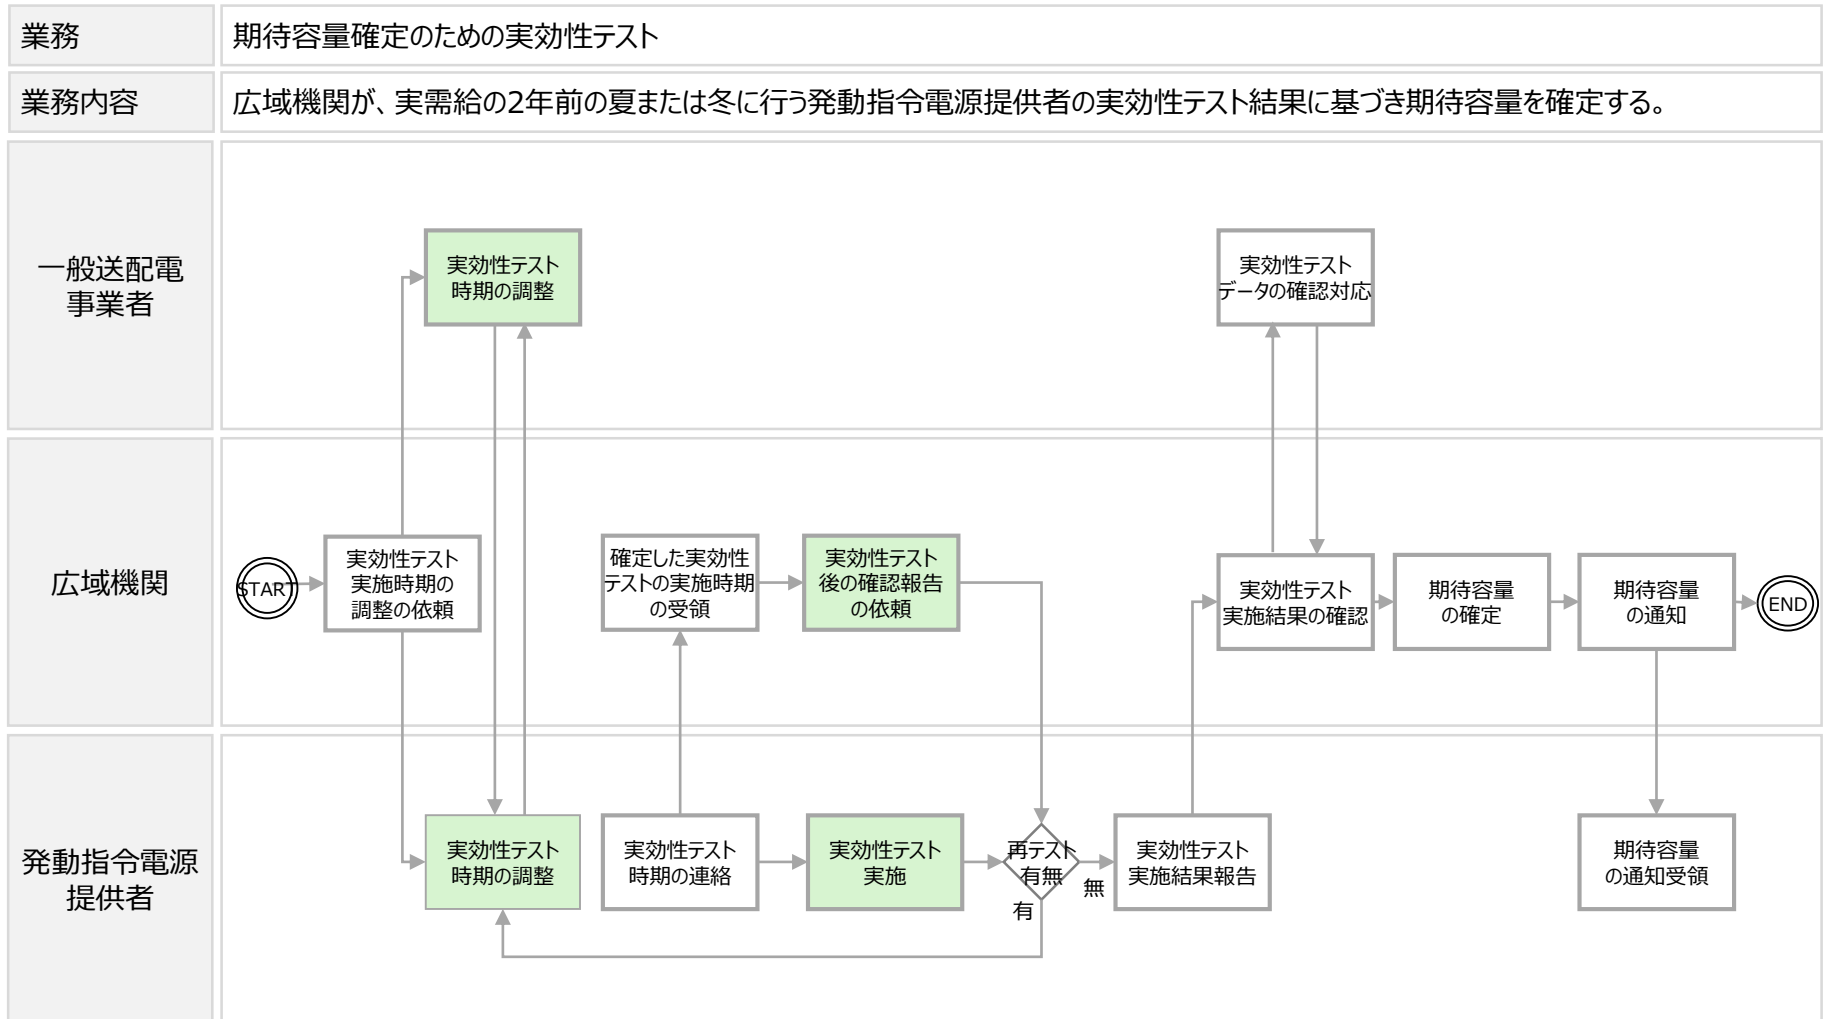 業務
期待容量確定のための実効性テスト
業務内容
広域機関が、実需給の2年前の夏または冬に行う発動指令電源提供者の実効性テスト結果に基づき期待容量を確定する。
一般送配電
事業者
実効性テスト
時期の調整
実効性テスト
データの確認対応
広域機関
START
実効性テスト
実施時期の
調整の依頼
確定した実効性
テストの実施時期
の受領
実効性テスト
後の確認報告
の依頼
実効性テスト
実施結果の確認
期待容量
の確定
期待容量
の通知
END
発動指令電源
提供者
実効性テスト
時期の調整
実効性テスト
時期の連絡
実効性テスト
実施
再テスト
有無
無
有
実効性テスト
実施結果報告
期待容量
の通知受領